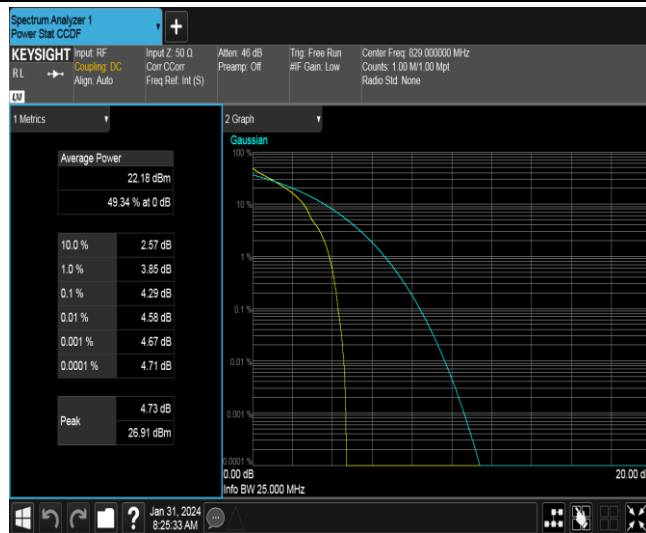 Spectrum Analyzer 1
Power Stat CCDF
+
KEYSIGHT
RL
LXI
Input: RF
Coupling: DC
Align: Auto
Input Z: 50 Ω
Corr CCorr
Freq Ref: Int (S)
Atten: 46 dB
Preamp: Off
Trig: Free Run
#IF Gain: Low
Center Freq: 829.000000 MHz
Counts: 1.00 M/1.00 Mpt
Radio Std: None
1 Metrics
Average Power
22.18 dBm
49.34 % at 0 dB
10.0 % 2.57 dB
1.0 % 3.85 dB
0.1 % 4.29 dB
0.01 % 4.58 dB
0.001 % 4.67 dB
0.0001 % 4.71 dB
Peak
4.73 dB
26.91 dBm
2 Graph
Gaussian
100 %
10 %
1 %
0.1 %
0.01 %
0.001 %
0.0001 %
0.00 dB
20.00 d
Info BW 25.000 MHz
?
Jan 31, 2024
8:25:33 AM